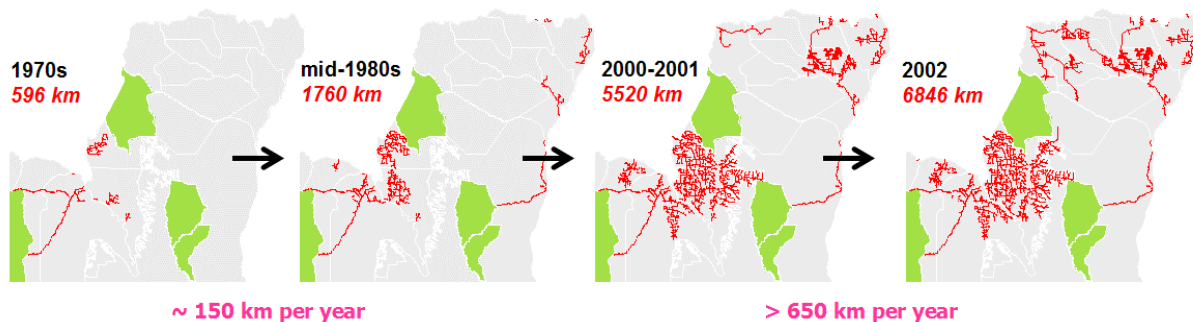 1970s
596 km
mid-1980s
1760 km
2000-2001
5520 km
2002
6846 km
~ 150 km per year
> 650 km per year